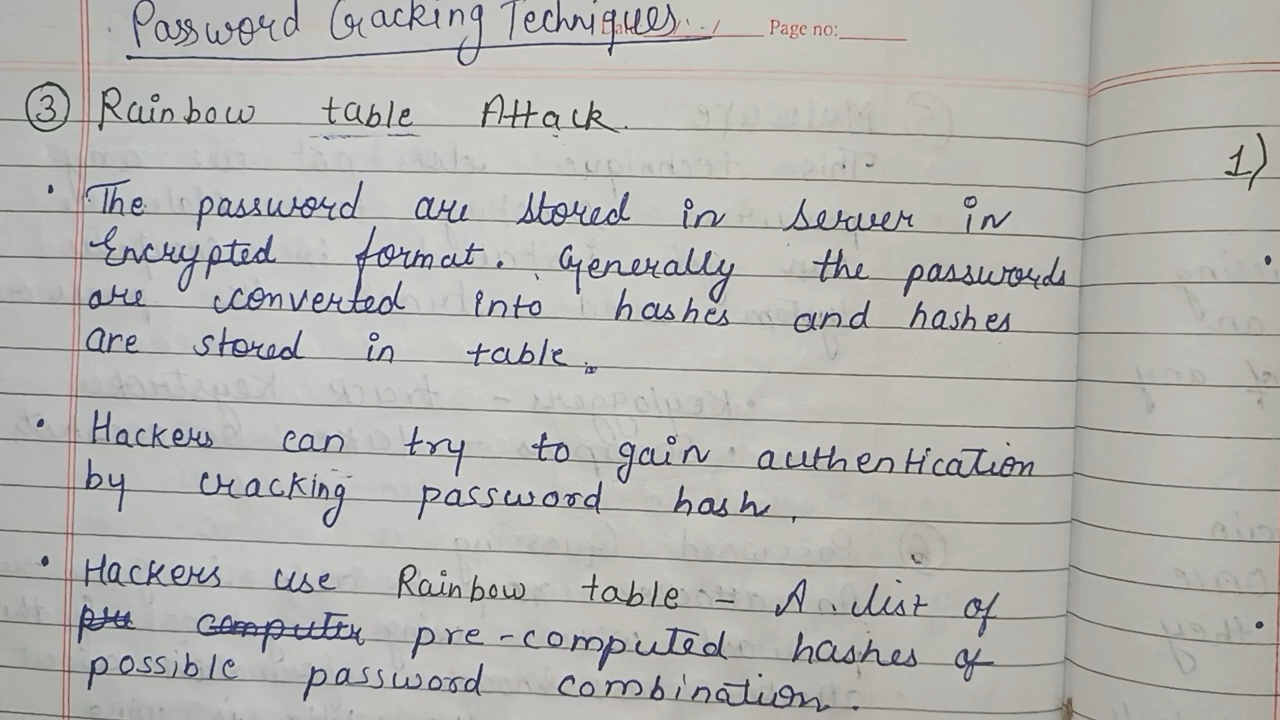 Password Cracking Techniques.
Page no:
③ Rainbow table Attack.
• The password are stored in server in
Encrypted format. Generally the passwords
are converted into hashes and hashes
are stored in table.
• Hackers can try to gain authentication
by cracking password hash.
• Hackers use Rainbow table - A list of
pre-computed hashes of
possible password combination.
1)